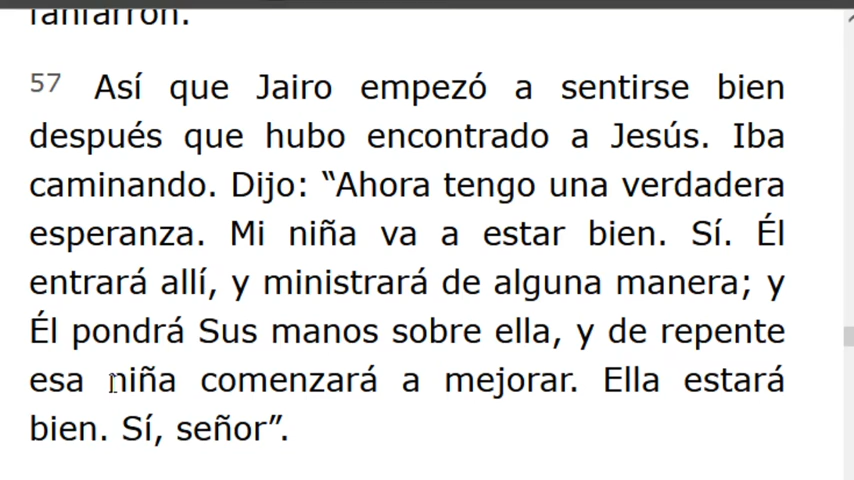 fanfarrón.
57 Así que Jairo empezó a sentirse bien
después que hubo encontrado a Jesús. Iba
caminando. Dijo: “Ahora tengo una verdadera
esperanza. Mi niña va a estar bien. Sí. Él
entrará allí, y ministrará de alguna manera; y
Él pondrá Sus manos sobre ella, y de repente
esa niña comenzará a mejorar. Ella estará
bien. Sí, señor”.